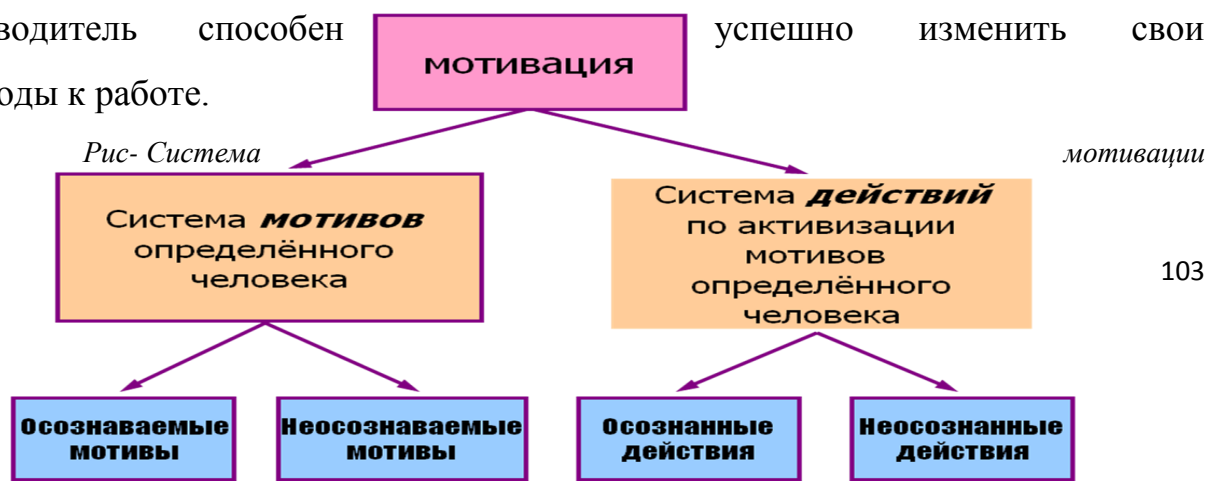 водитель способен успешно изменить свои
оды к работе.
мотивация
Рис- Система мотивации
Система мотивов
определённого
человека
Система действий
по активизации
мотивов
определённого
человека
103
Осознаваемые
мотивы
Неосознаваемые
мотивы
Осознанные
действия
Неосознанные
действия